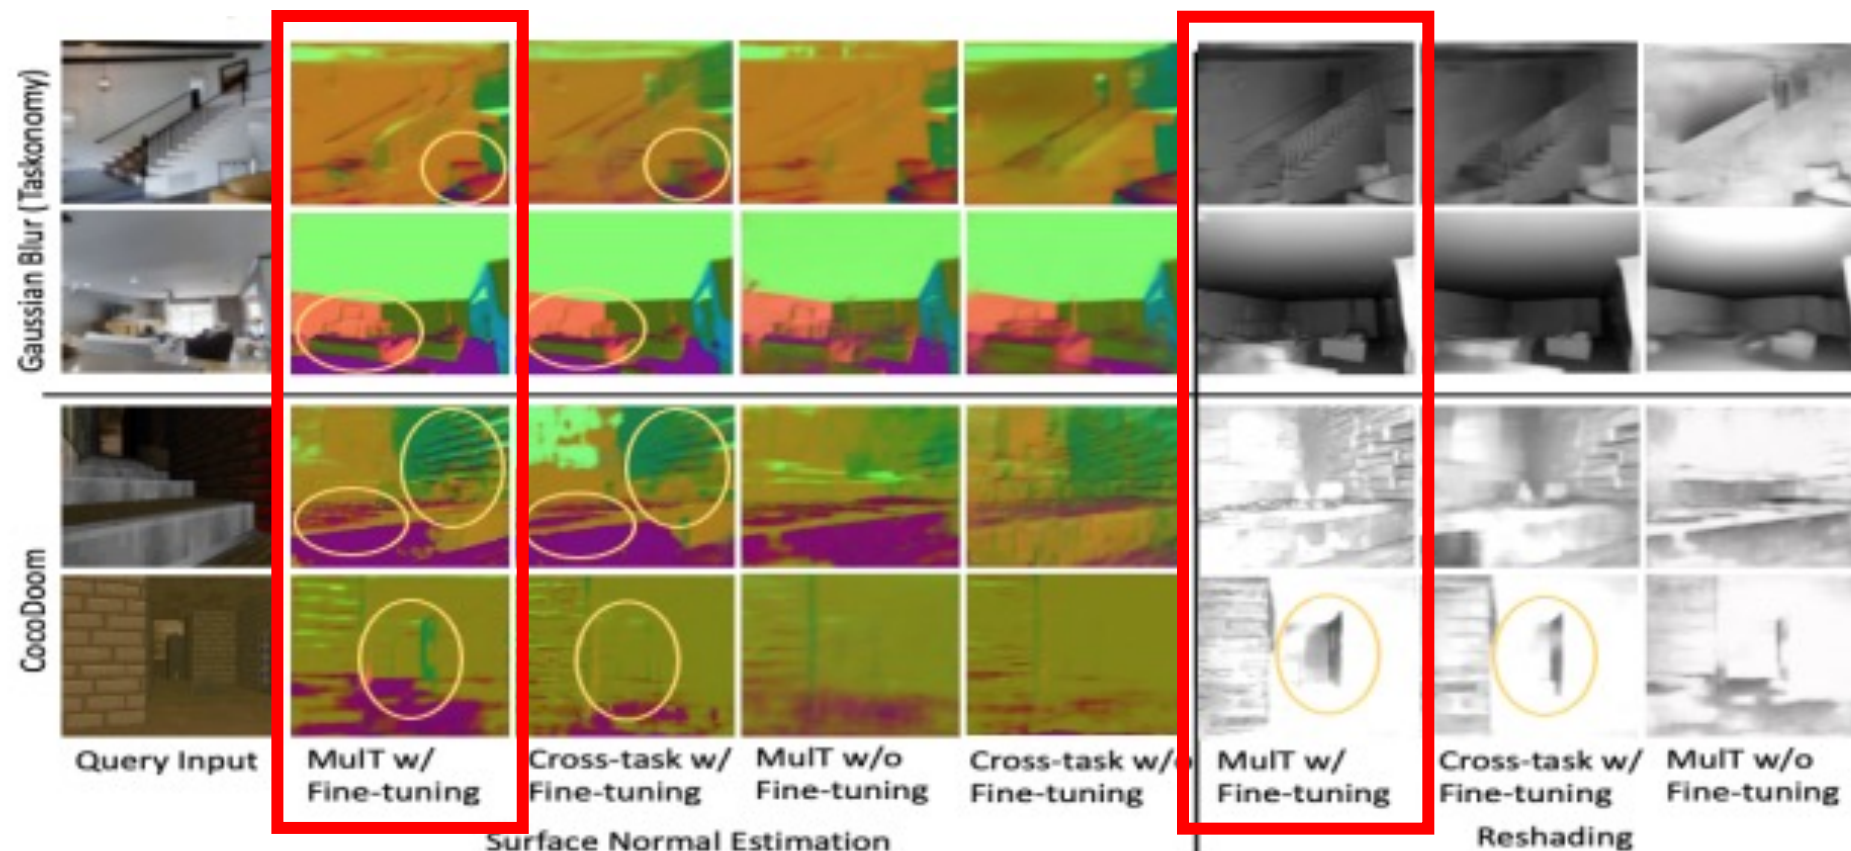 Gaussian Blur (Taskonomy)
CocoDoom
Query Input
MulT w/
Fine-tuning
Cross-task w/
Fine-tuning
MulT w/o
Fine-tuning
Cross-task w/o
Fine-tuning
MulT w/
Fine-tuning
Cross-task w/
Fine-tuning
MulT w/o
Fine-tuning
Surface Normal Estimation
Reshading